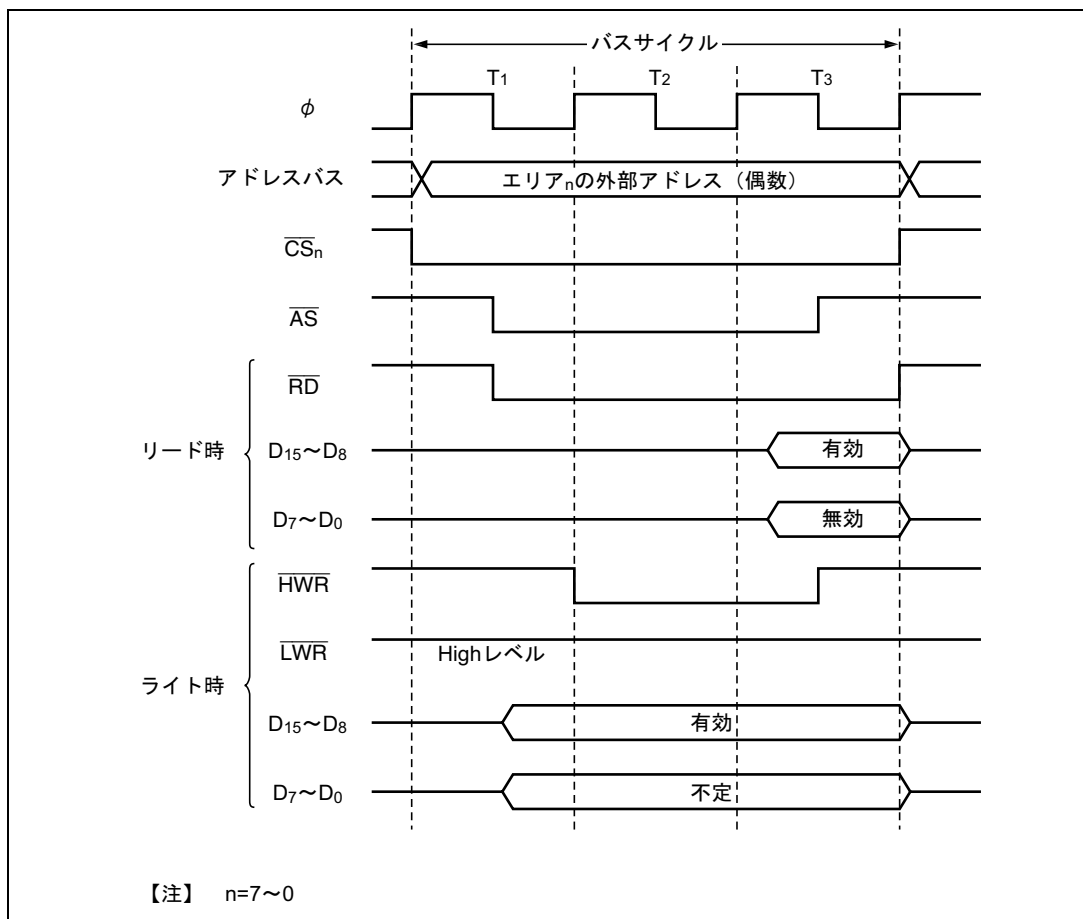 バスサイクル
T1 T2 T3
φ
アドレスバス エリアnの外部アドレス（偶数）
CSn
AS
RD
リード時 D15～D8 有効
D7～D0 無効
HWR
LWR Highレベル
ライト時
D15～D8 有効
D7～D0 不定
【注】 n=7～0